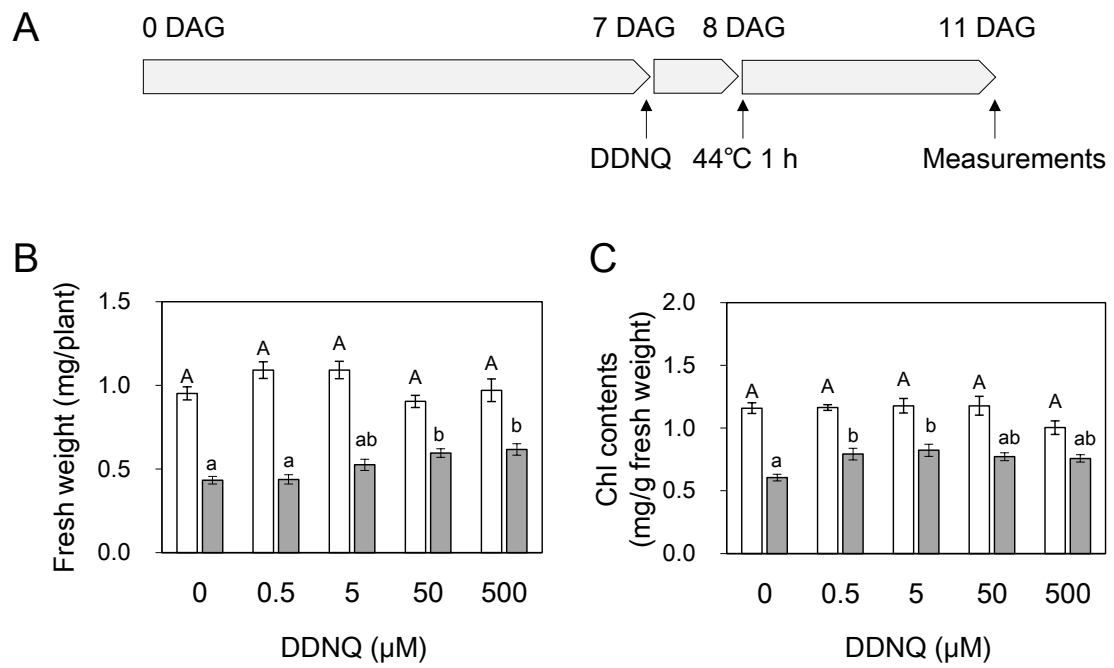 A
0 DAG 7 DAG 8 DAG 11 DAG
DDNQ 44℃ 1 h Measurements
B
Fresh weight (mg/plant)
1.5
1.0
0.5
0.0
A
a
A
a
A
ab
A
b
A
b
0 0.5 5 50 500
DDNQ (µM)
C
Chl contents
(mg/g fresh weight)
2.0
1.5
1.0
0.5
0.0
A
a
A
b
A
b
A
ab
A
ab
0 0.5 5 50 500
DDNQ (µM)